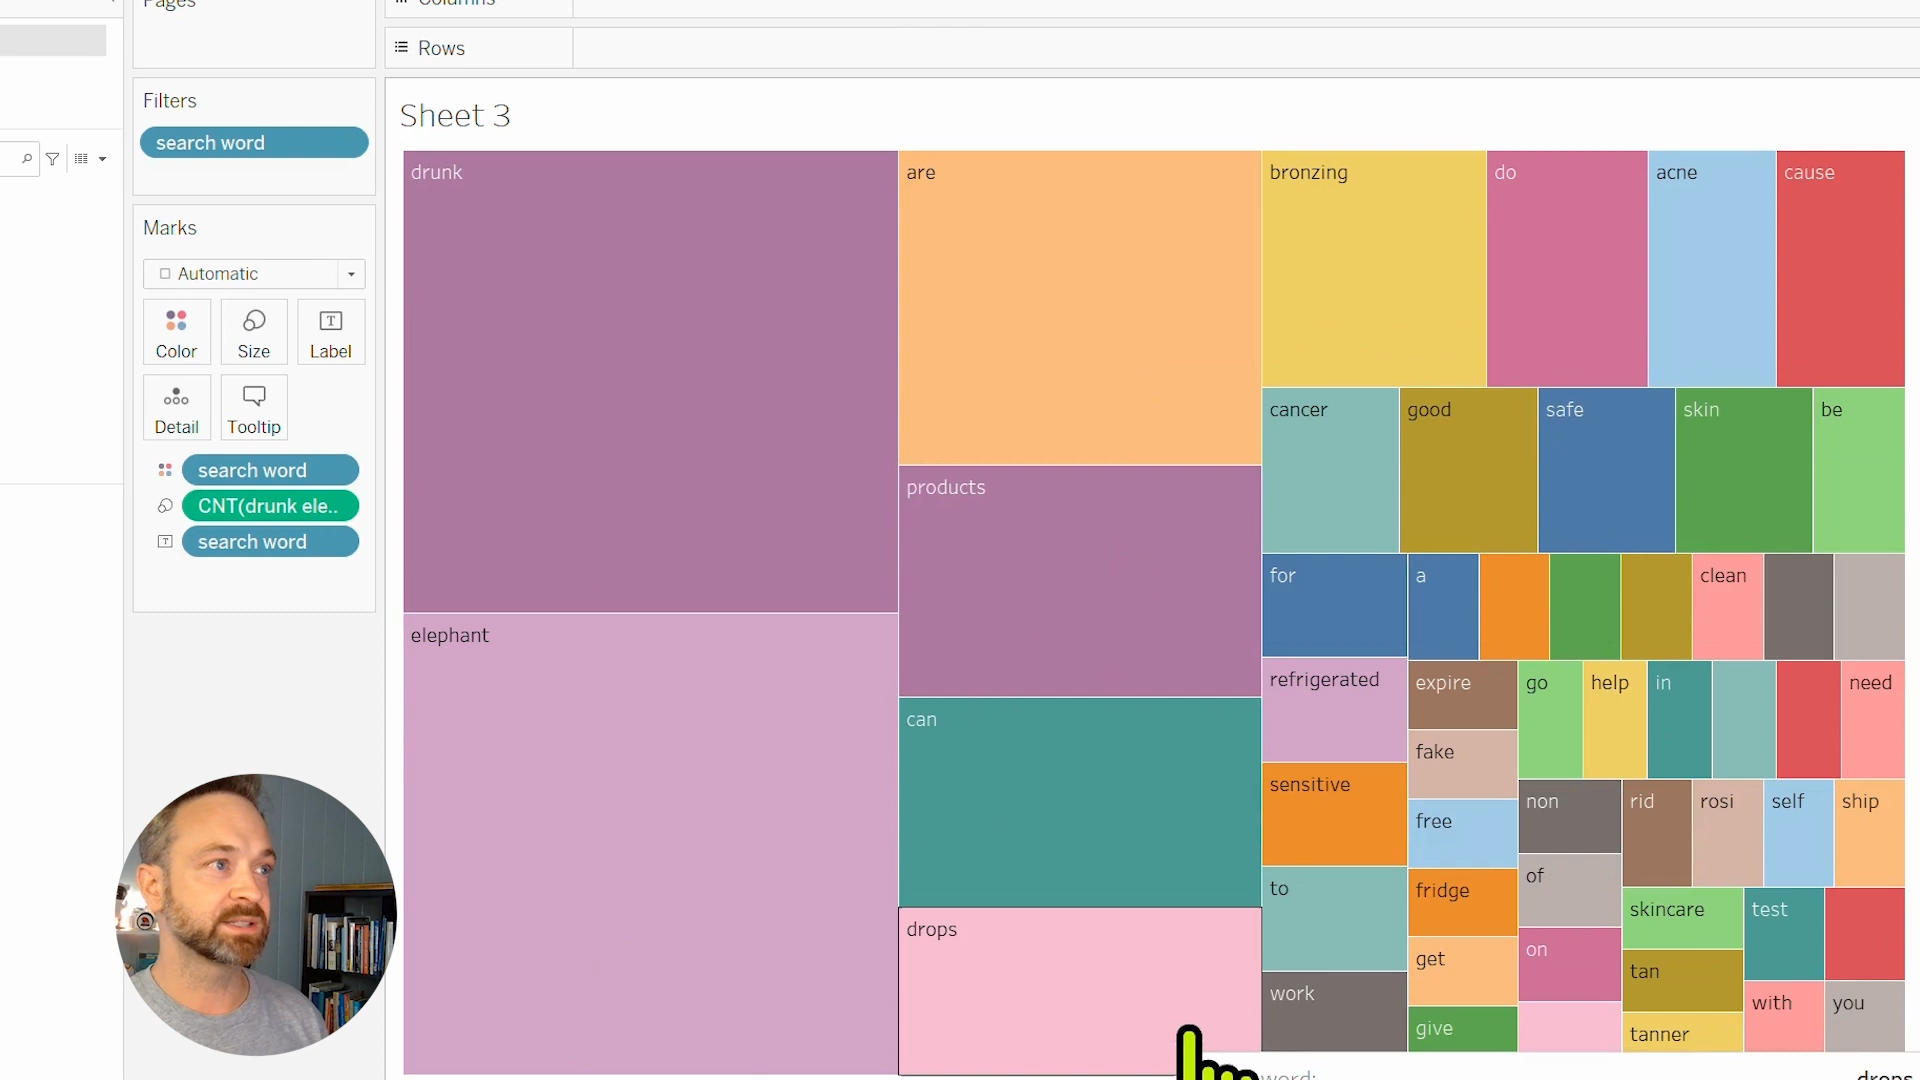 Pages
Columns
Rows
Filters
search word
Sheet 3
Marks
Automatic
Color
Size
Label
Detail
Tooltip
search word
CNT(drunk ele..
search word
drunk
are
bronzing
do
acne
cause
cancer
good
safe
skin
be
products
for
a
clean
elephant
refrigerated
expire
go
help
in
need
can
fake
sensitive
non
rid
rosi
self
ship
free
of
to
fridge
skincare
test
drops
on
get
tan
work
with
you
give
tanner
word:
drops